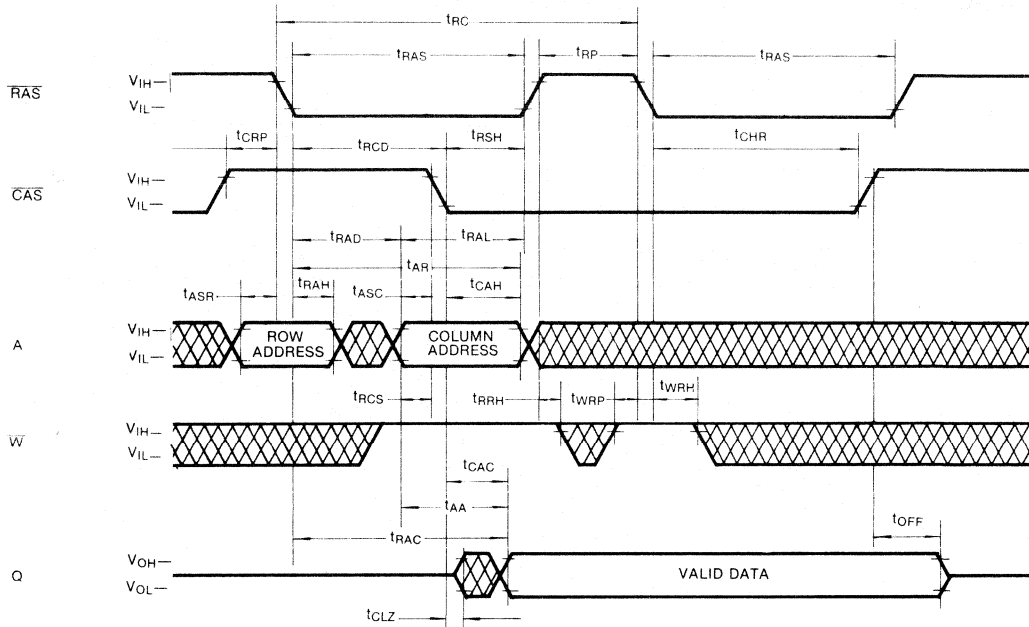 tRC
tRAS tRP tRAS
RAS VIH VIL
tCRP tRCD tRSH tCHR
CAS VIH VIL
tRAD tRAL
tAR
tASR tRAH tASC tCAH
A VIH VIL ROW ADDRESS COLUMN ADDRESS
tRCS tRRH tWRP tWRH
W VIH VIL
tCAC
tAA
tRAC tOFF
Q VOH VOL VALID DATA
tCLZ